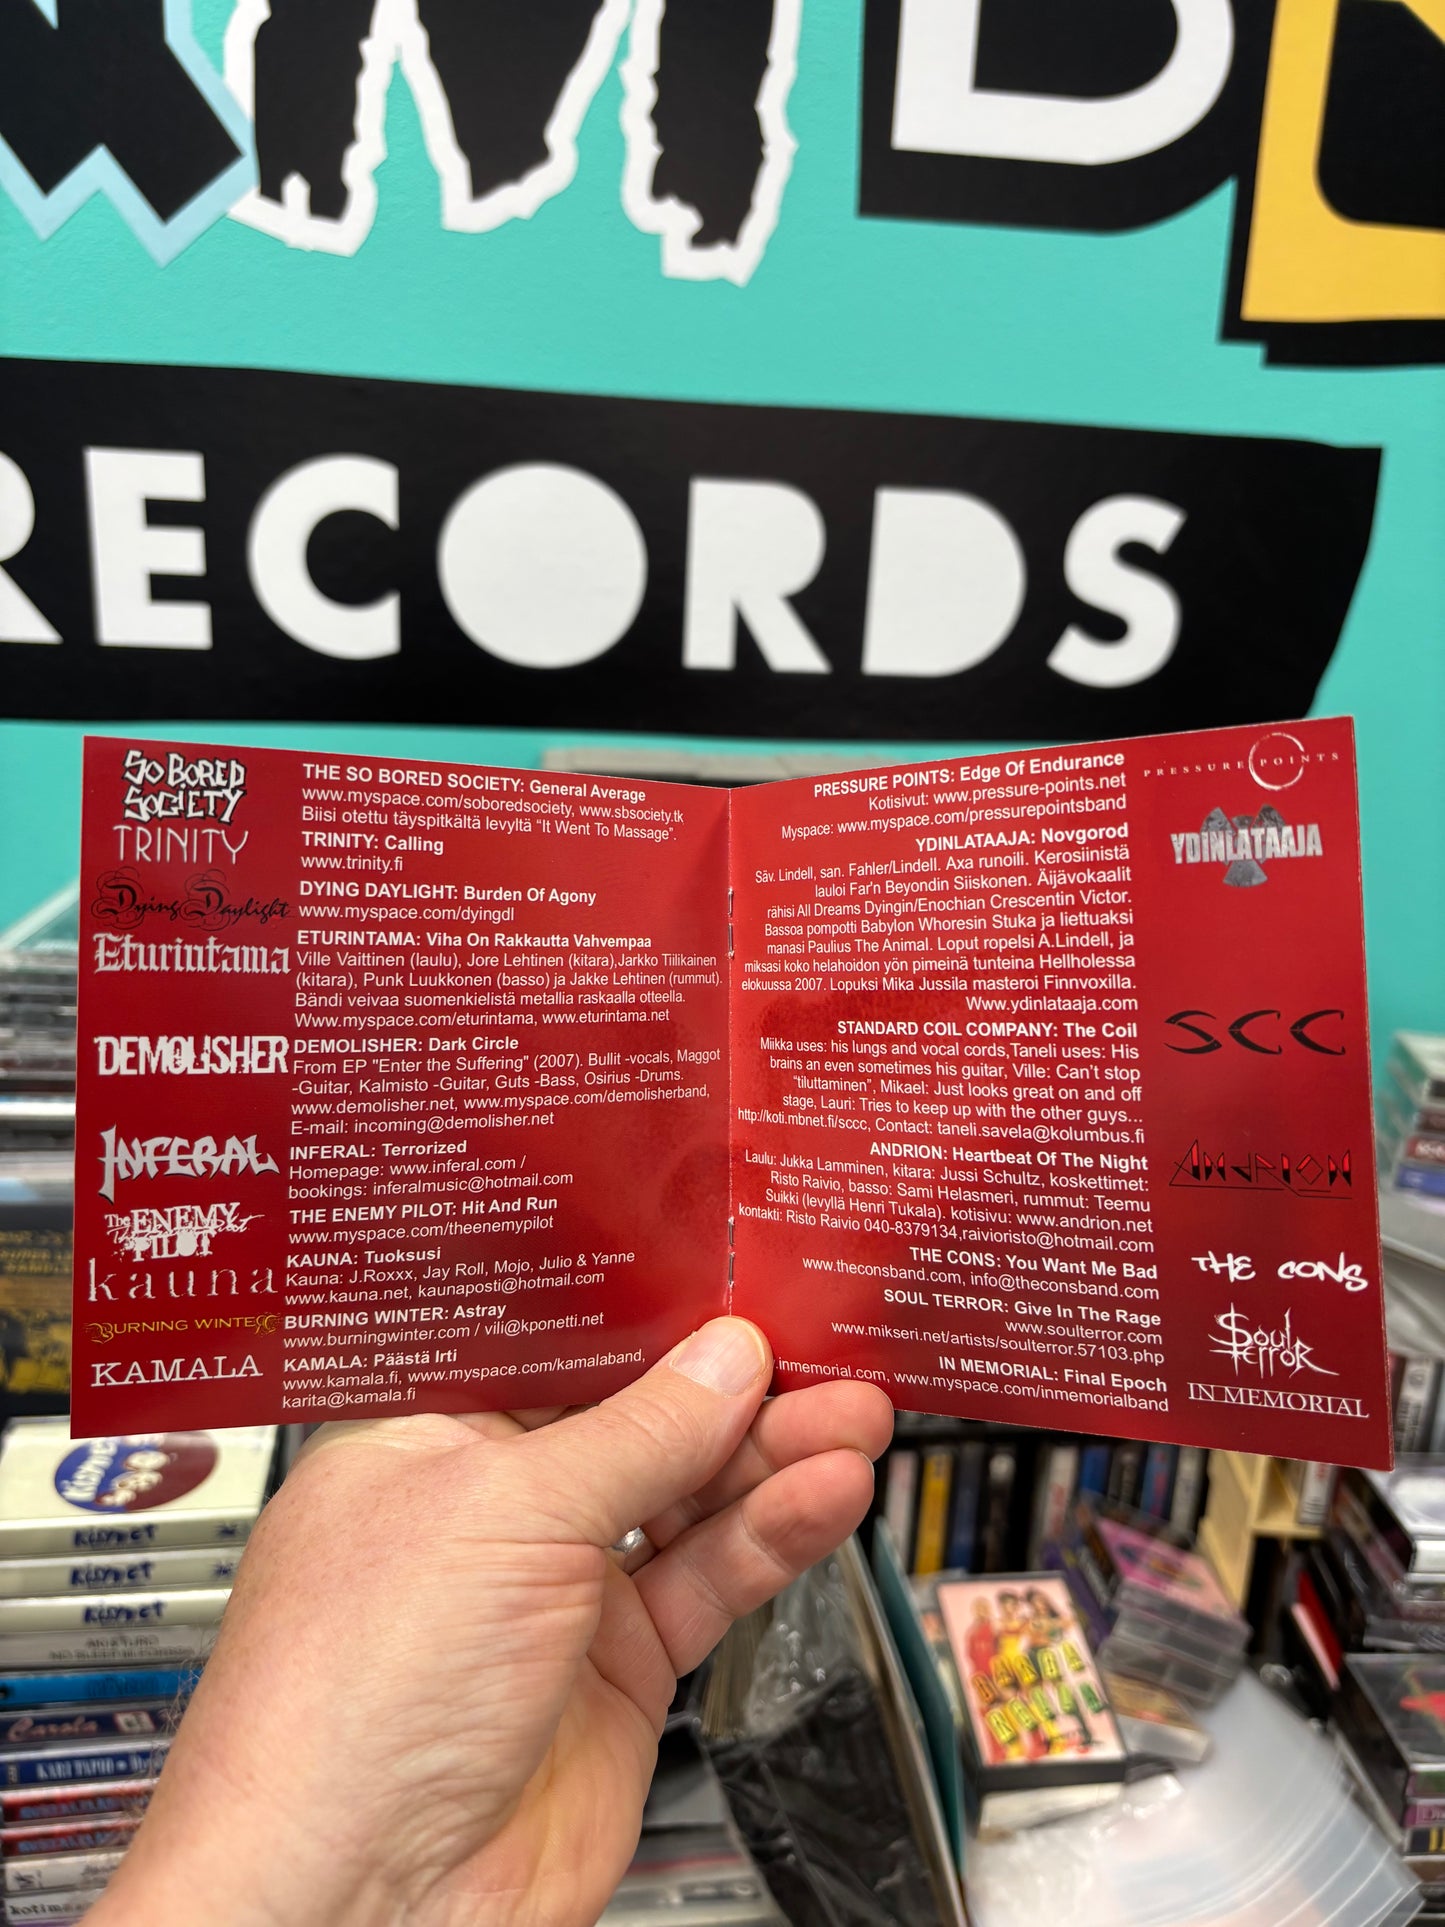 RECORDS
SO BORED
SOCIETY
TRINITY
Dying Daylight
Eturintama
DEMOLISHER
INFERAL
The ENEMY
PILOT
kauna
BURNING WINTER
KAMALA
THE SO BORED SOCIETY: General Average
www.myspace.com/soboredsociety, www.sbsociety.tk
Biisi otettu täyspitkältä levyltä “It Went To Massage”.
TRINITY: Calling
www.trinity.fi
DYING DAYLIGHT: Burden Of Agony
www.myspace.com/dyingdl
ETURINTAMA: Viha On Rakkautta Vahvempaa
Ville Vaittinen (laulu), Jore Lehtinen (kitara),Jarkko Tiilikainen
(kitara), Punk Luukkonen (basso) ja Jakke Lehtinen (rummut).
Bändi veivaa suomenkielistä metallia raskaalla otteella.
Www.myspace.com/eturintama, www.eturintama.net
DEMOLISHER: Dark Circle
From EP "Enter the Suffering" (2007). Bullit -vocals, Maggot
-Guitar, Kalmisto -Guitar, Guts -Bass, Osirius -Drums.
www.demolisher.net, www.myspace.com/demolisherband,
E-mail: incoming@demolisher.net
INFERAL: Terrorized
Homepage: www.inferal.com /
bookings: inferalmusic@hotmail.com
THE ENEMY PILOT: Hit And Run
www.myspace.com/theenemypilot
KAUNA: Tuoksusi
Kauna: J.Roxxx, Jay Roll, Mojo, Julio & Yanne
www.kauna.net, kaunaposti@hotmail.com
BURNING WINTER: Astray
www.burningwinter.com / vili@kponetti.net
KAMALA: Päästä Irti
www.kamala.fi, www.myspace.com/kamalaband,
karita@kamala.fi
PRESSURE POINTS: Edge Of Endurance
Kotisivut: www.pressure-points.net
Myspace: www.myspace.com/pressurepointsband
YDINLATAAJA: Novgorod
Säv. Lindell, san. Fahler/Lindell. Axa runoili. Kerosiinistä
lauloi Far'n Beyondin Siiskonen. Äijävokaalit
rähisi All Dreams Dyingin/Enochian Crescentin Victor.
Bassoa pompotti Babylon Whoresin Stuka ja liettuaksi
manasi Paulius The Animal. Loput ropelsi A.Lindell, ja
miksasi koko helahoidon yön pimeinä tunteina Hellholessa
elokuussa 2007. Lopuksi Mika Jussila masteroi Finnvoxilla.
Www.ydinlataaja.com
STANDARD COIL COMPANY: The Coil
Miikka uses: his lungs and vocal cords,Taneli uses: His
brains an even sometimes his guitar, Ville: Can't stop
“tiluttaminen”, Mikael: Just looks great on and off
stage, Lauri: Tries to keep up with the other guys...
http://koti.mbnet.fi/sccc, Contact: taneli.savela@kolumbus.fi
ANDRION: Heartbeat Of The Night
Laulu: Jukka Lamminen, kitara: Jussi Schultz, koskettimet:
Risto Raivio, basso: Sami Helasmeri, rummut: Teemu
Suikki (levyllä Henri Tukala). kotisivu: www.andrion.net
kontakti: Risto Raivio 040-8379134,raivioristo@hotmail.com
THE CONS: You Want Me Bad
www.theconsband.com, info@theconsband.com
SOUL TERROR: Give In The Rage
www.soulterror.com
www.mikseri.net/artists/soulterror.57103.php
IN MEMORIAL: Final Epoch
.inmemorial.com, www.myspace.com/inmemorialband
PRESSURE POINTS
YDINLATAAJA
SCC
ANDRION
THE CONS
Soul
Terror
IN MEMORIAL
Kismet
Kismet
Kismet
Kismet
Carola
KARI TAPIO